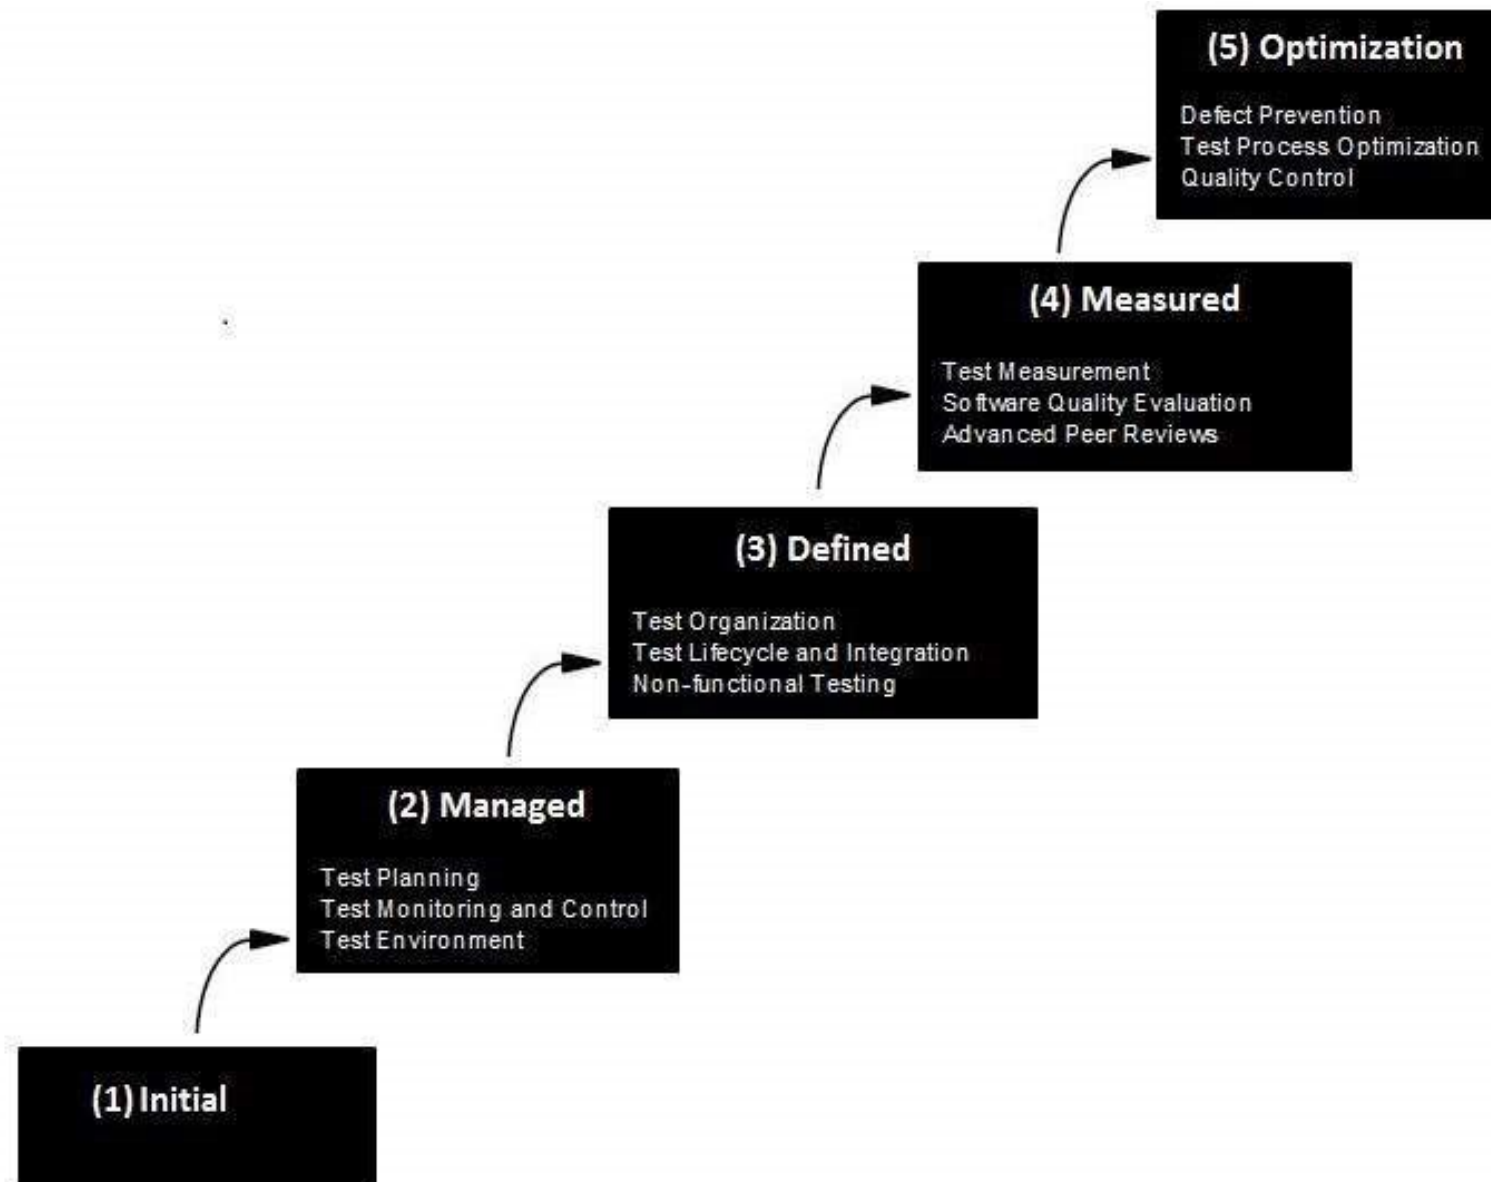 (5) Optimization
Defect Prevention
Test Process Optimization
Quality Control
(4) Measured
Test Measurement
Software Quality Evaluation
Advanced Peer Reviews
(3) Defined
Test Organization
Test Lifecycle and Integration
Non-functional Testing
(2) Managed
Test Planning
Test Monitoring and Control
Test Environment
(1) Initial